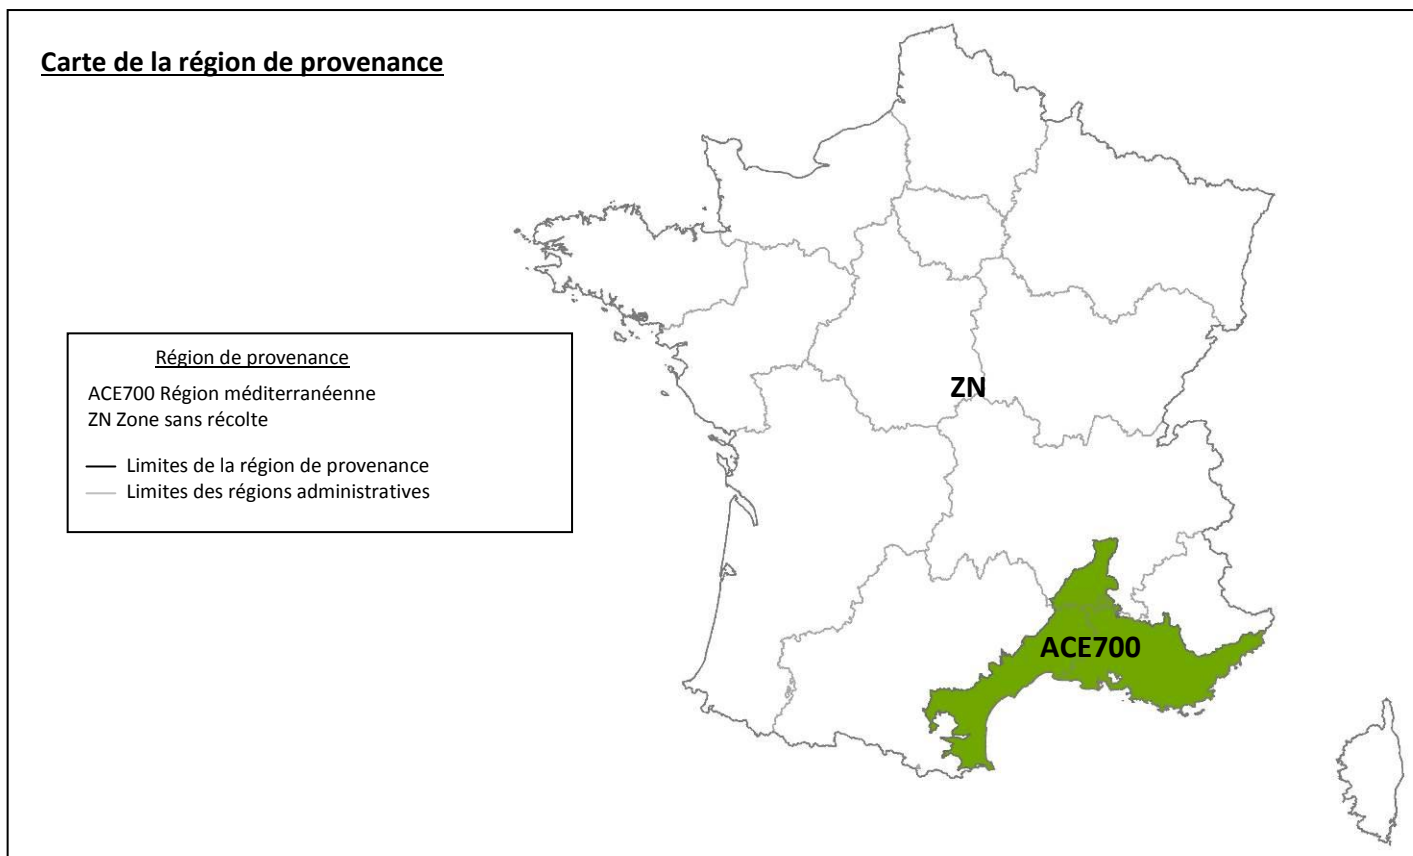 Carte de la région de provenance
Région de provenance
ACE700 Région méditerranéenne
ZN Zone sans récolte
Limites de la région de provenance
Limites des régions administratives
ZN
ACE700